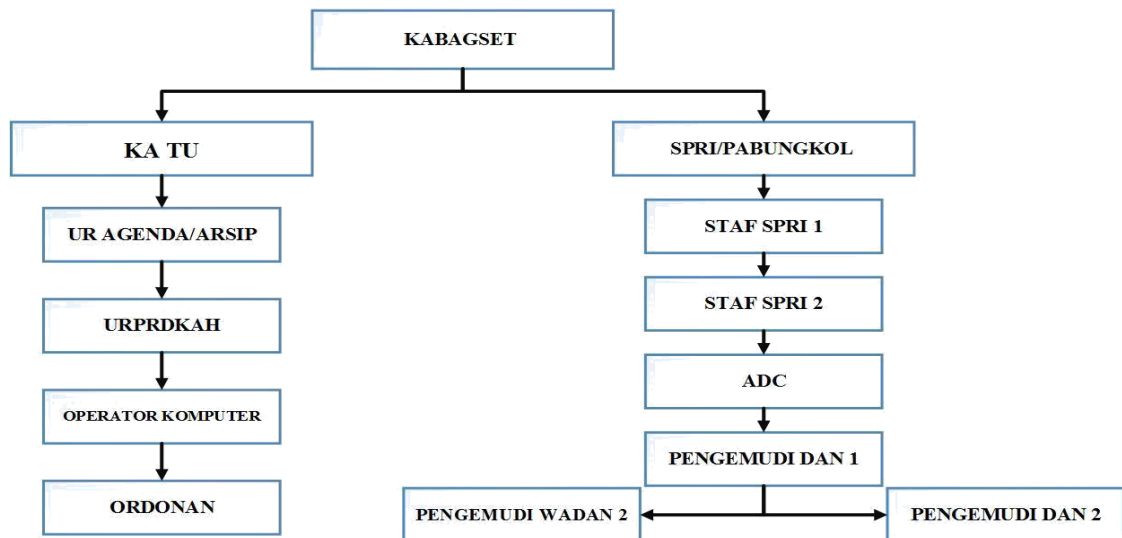 KABAGSET
KA TU
SPRI/PABUNGKOL
UR AGENDA/ARSIP
STAF SPRI 1
URPRDKAH
STAF SPRI 2
OPERATOR KOMPUTER
ADC
ORDONAN
PENGEMUDI DAN 1
PENGEMUDI WADAN 2
PENGEMUDI DAN 2